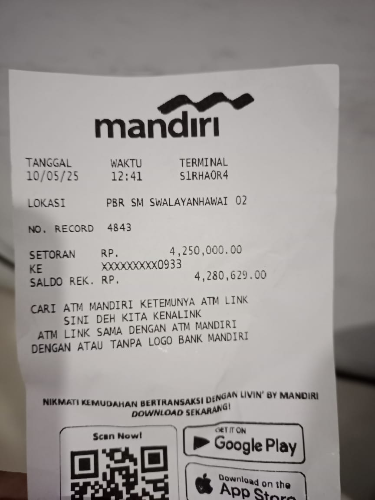 mandiri
TANGGAL WAKTU TERMINAL
10/05/25 12:41 S1RHAOR4
LOKASI PBR SM SWALAYANHAWAI 02
NO. RECORD 4843
SETORAN RP. 4,250,000.00
KE XXXXXXXXX0933
SALDO REK. RP. 4,280,629.00
CARI ATM MANDIRI KETEMUNYA ATM LINK
SINI DEH KITA KENALINK
ATM LINK SAMA DENGAN ATM MANDIRI
DENGAN ATAU TANPA LOGO BANK MANDIRI
NIKMATI KEMUDAHAN BERTRANSAKSI DENGAN LIVIN' BY MANDIRI
DOWNLOAD SEKARANG!
Scan Now!
GET IT ON
Google Play
Download on the
App Store